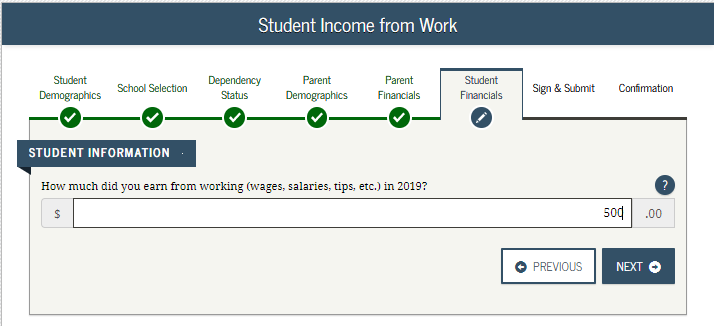 Student Income from Work
Student
Demographics
School Selection
Dependency
Status
Parent
Demographics
Parent
Financials
Student
Financials
Sign & Submit
Confirmation
STUDENT INFORMATION
How much did you earn from working (wages, salaries, tips, etc.) in 2019?
?
$
500
.00
PREVIOUS
NEXT